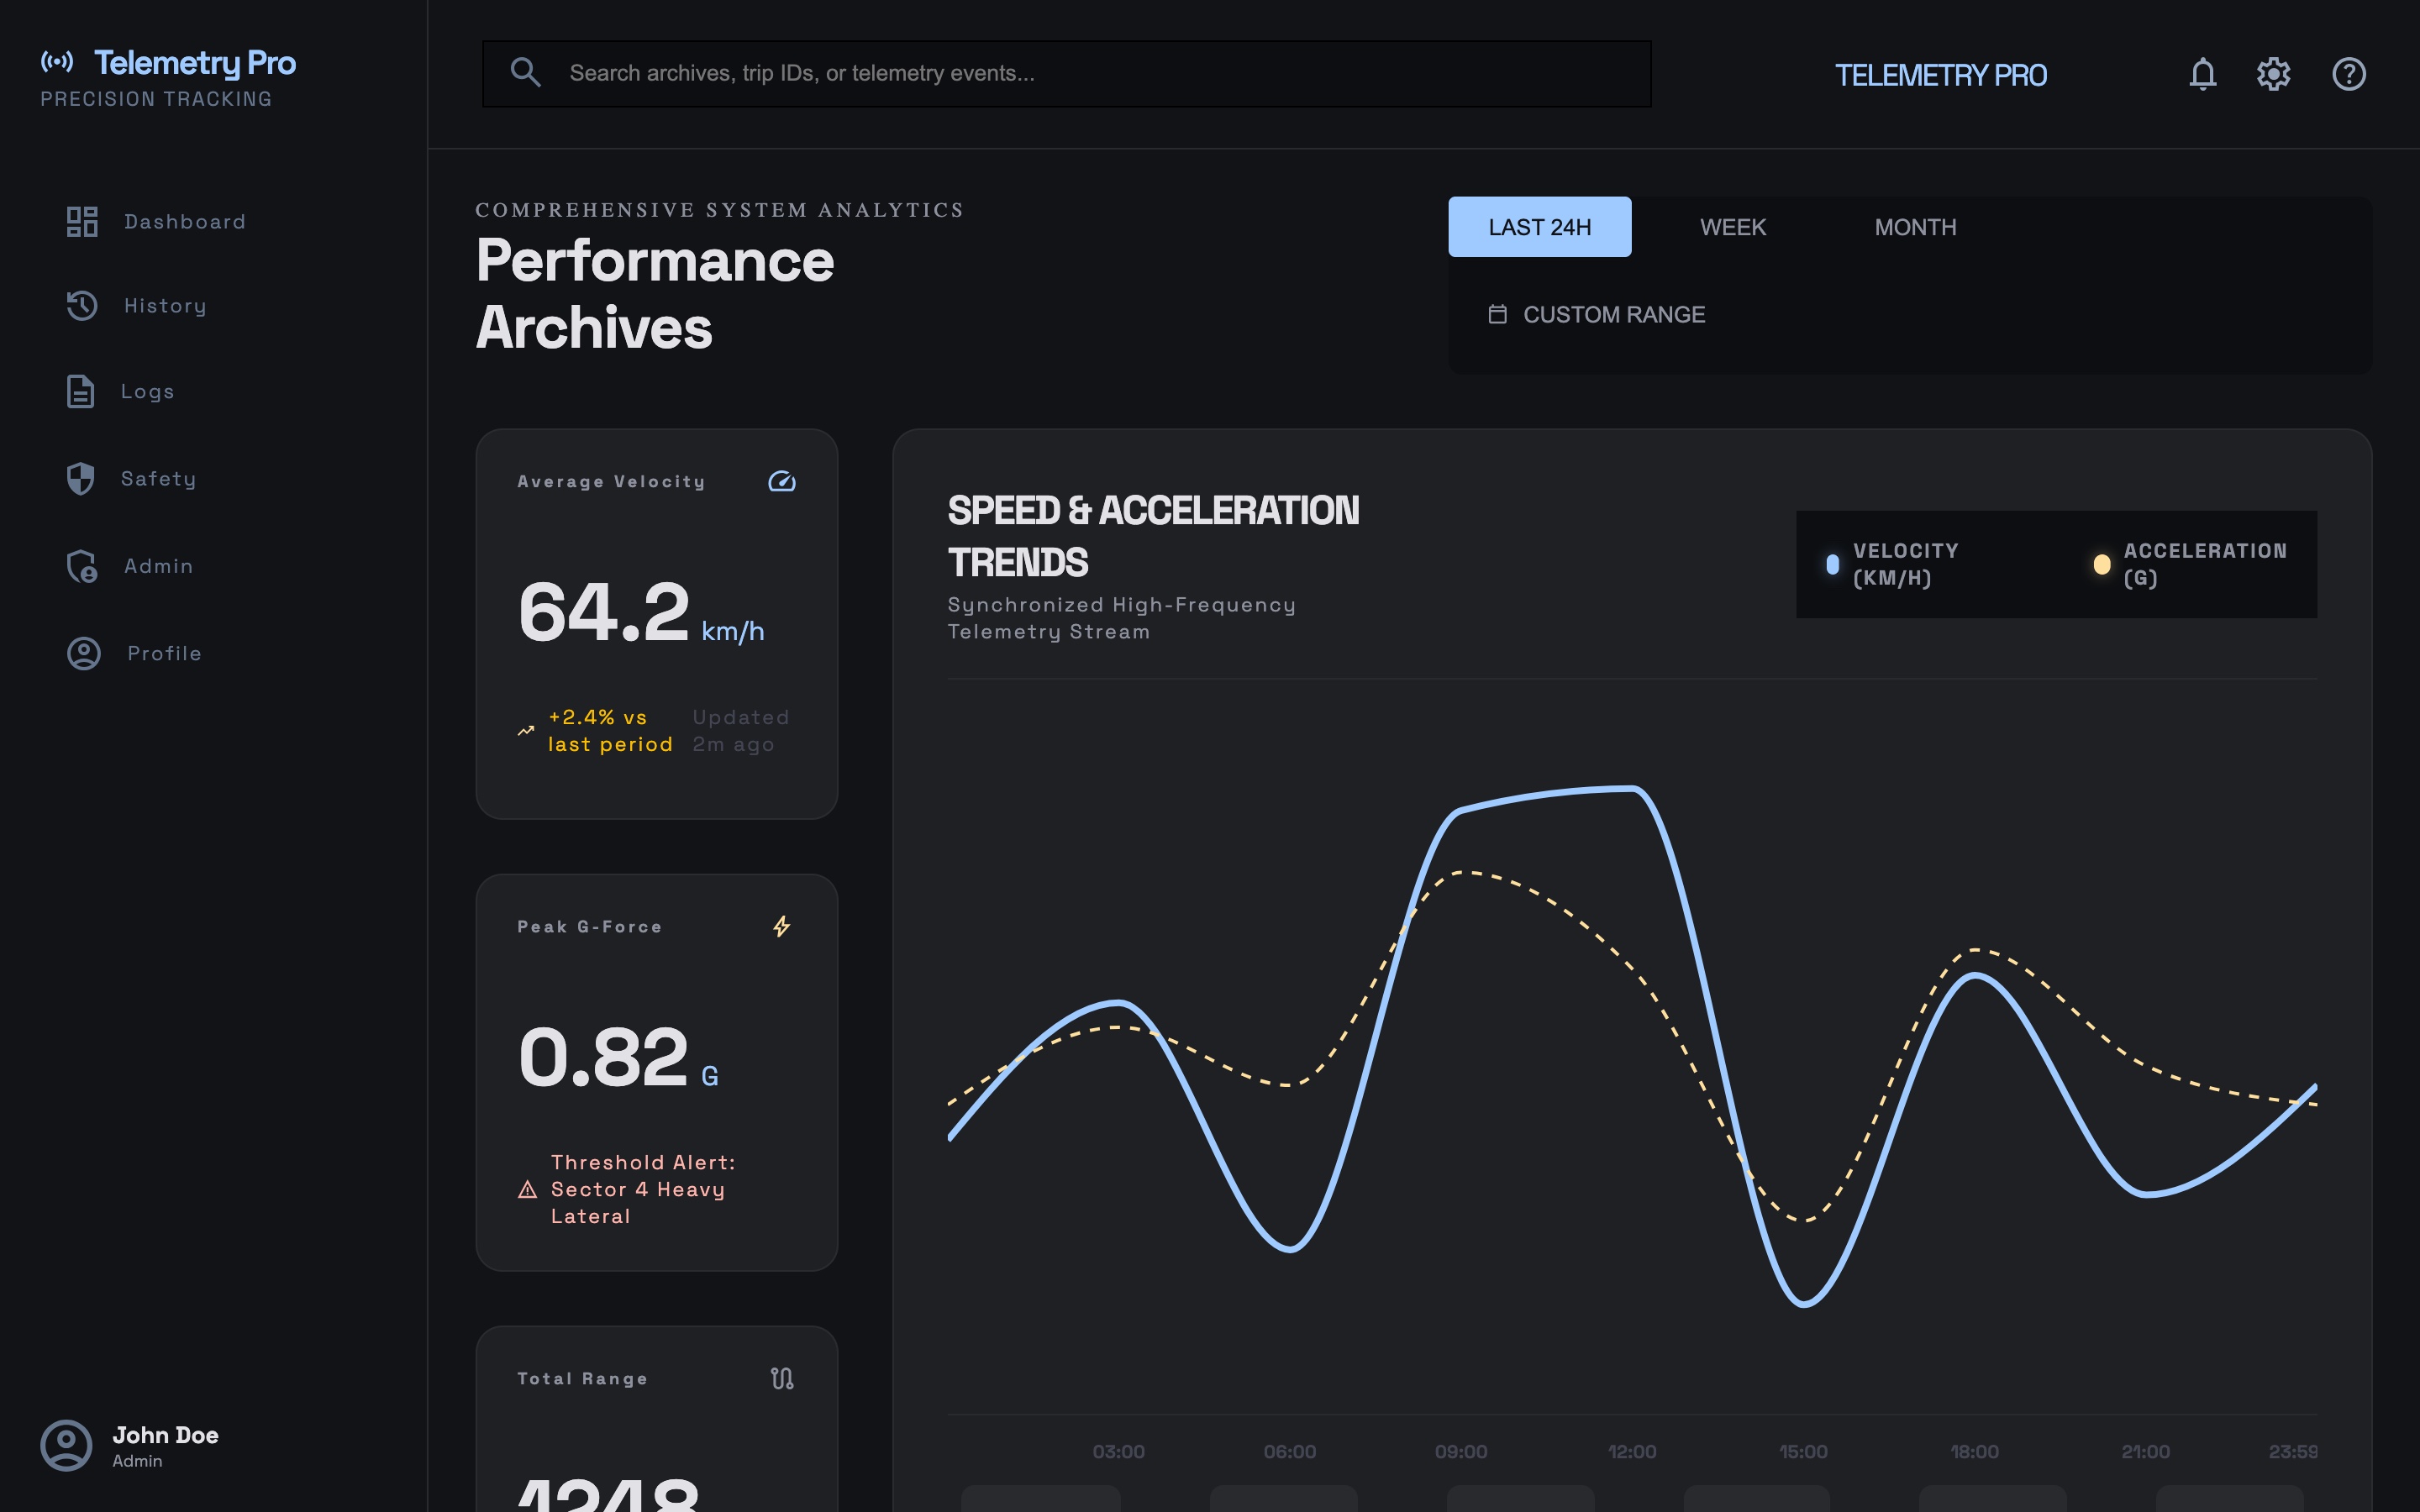 Telemetry Pro
PRECISION TRACKING
Dashboard
History
Logs
Safety
Admin
Profile
John Doe
Admin
Search archives, trip IDs, or telemetry events...
TELEMETRY PRO
COMPREHENSIVE SYSTEM ANALYTICS
Performance
Archives
LAST 24H
WEEK
MONTH
CUSTOM RANGE
Average Velocity
64.2 km/h
+2.4% vs
last period
Updated
2m ago
Peak G-Force
0.82 G
Threshold Alert:
Sector 4 Heavy
Lateral
Total Range
1248
SPEED & ACCELERATION
TRENDS
Synchronized High-Frequency
Telemetry Stream
VELOCITY
(KM/H)
ACCELERATION
(G)
03:00
06:00
09:00
12:00
15:00
18:00
21:00
23:59